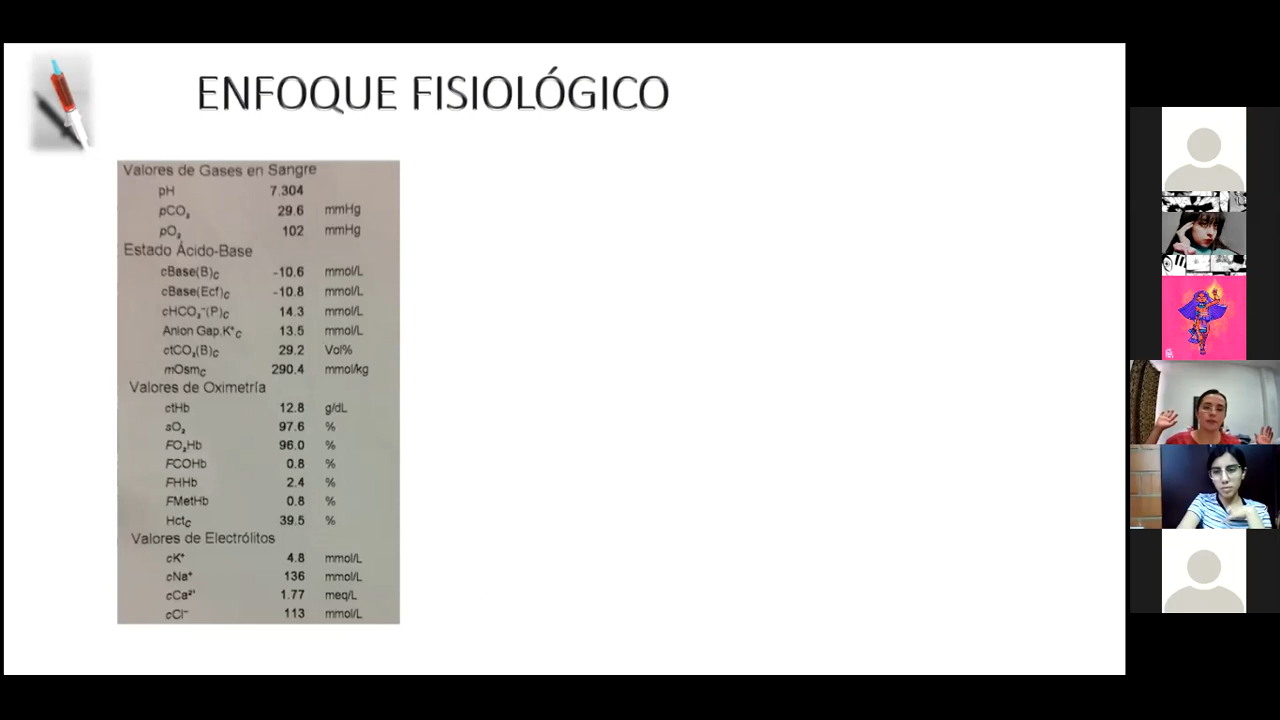 ENFOQUE FISIOLÓGICO
Valores de Gases en Sangre
pH 7.304
pCO₂ 29.6 mmHg
pO₂ 102 mmHg
Estado Ácido-Base
cBase(B)c -10.6 mmol/L
cBase(Ecf)c -10.8 mmol/L
cHCO₃⁻(P)c 14.3 mmol/L
Anion Gap,K⁺c 13.5 mmol/L
ctCO₂(B)c 29.2 Vol%
mOsmc 290.4 mmol/kg
Valores de Oximetría
ctHb 12.8 g/dL
sO₂ 97.6 %
FO₂Hb 96.0 %
FCOHb 0.8 %
FHHb 2.4 %
FMetHb 0.8 %
Hctc 39.5 %
Valores de Electrólitos
cK⁺ 4.8 mmol/L
cNa⁺ 136 mmol/L
cCa²⁺ 1.77 meq/L
cCl⁻ 113 mmol/L